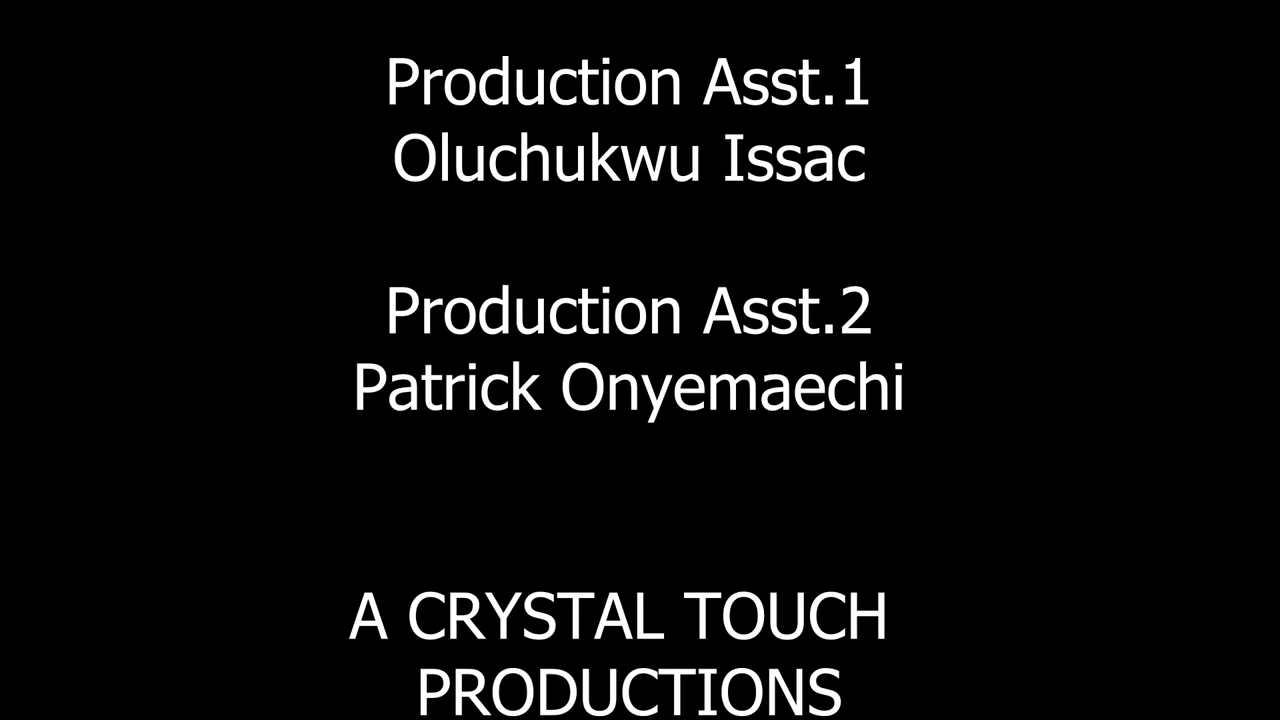 Production Asst.1
Oluchukwu Issac
Production Asst.2
Patrick Onyemaechi
A CRYSTAL TOUCH
PRODUCTIONS